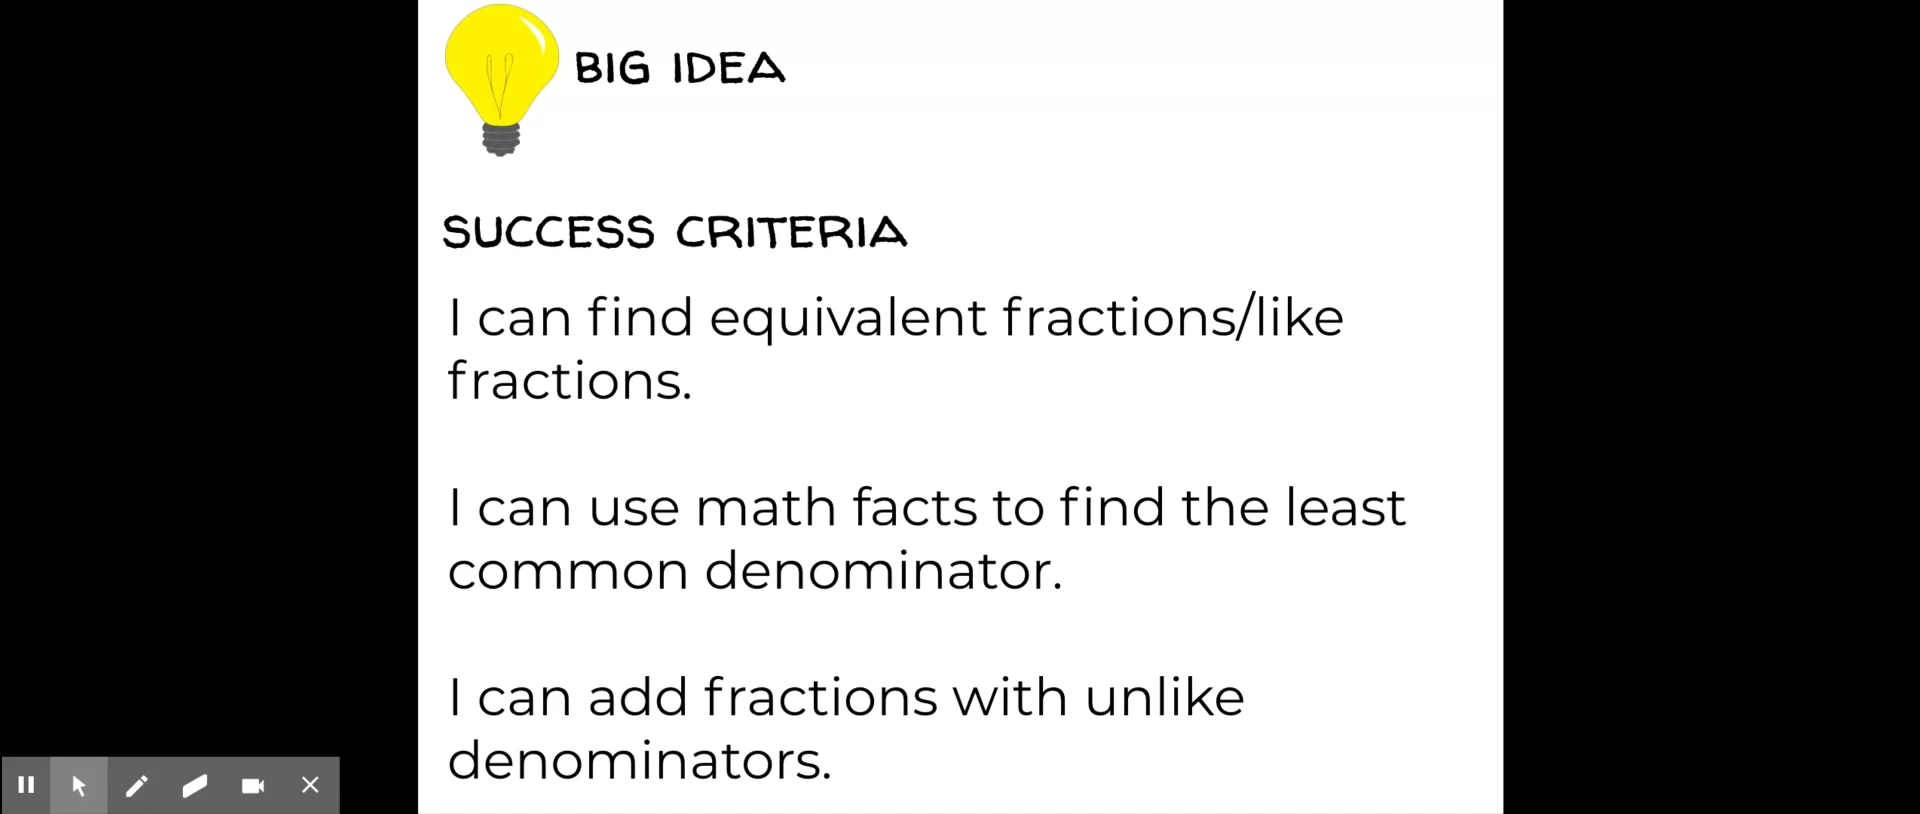 BIG IDEA
SUCCESS CRITERIA
I can find equivalent fractions/like
fractions.
I can use math facts to find the least
common denominator.
I can add fractions with unlike
denominators.